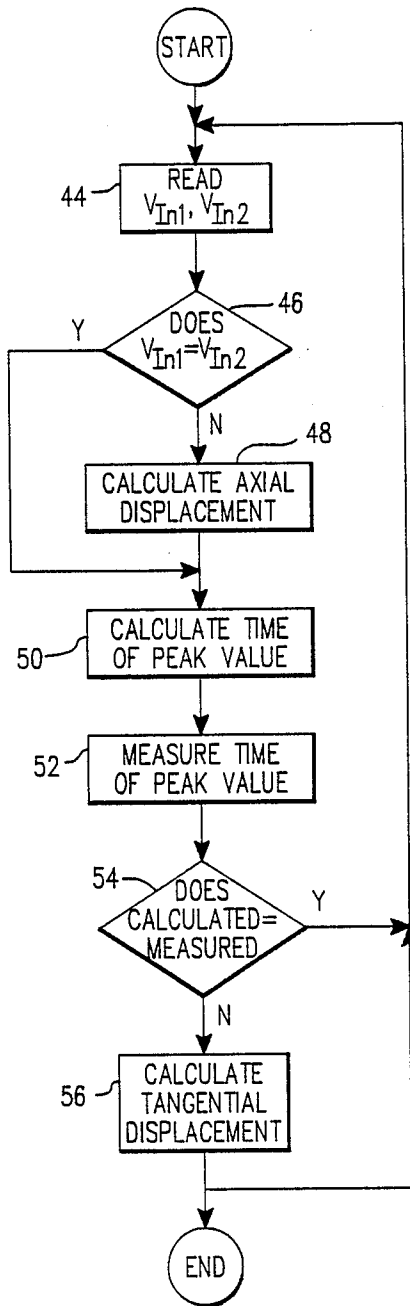 START
44
READ
V_In1, V_In2
46
Y
DOES
V_In1=V_In2
N
48
CALCULATE AXIAL
DISPLACEMENT
50
CALCULATE TIME
OF PEAK VALUE
52
MEASURE TIME
OF PEAK VALUE
54
DOES
CALCULATED=
MEASURED
Y
N
56
CALCULATE
TANGENTIAL
DISPLACEMENT
END